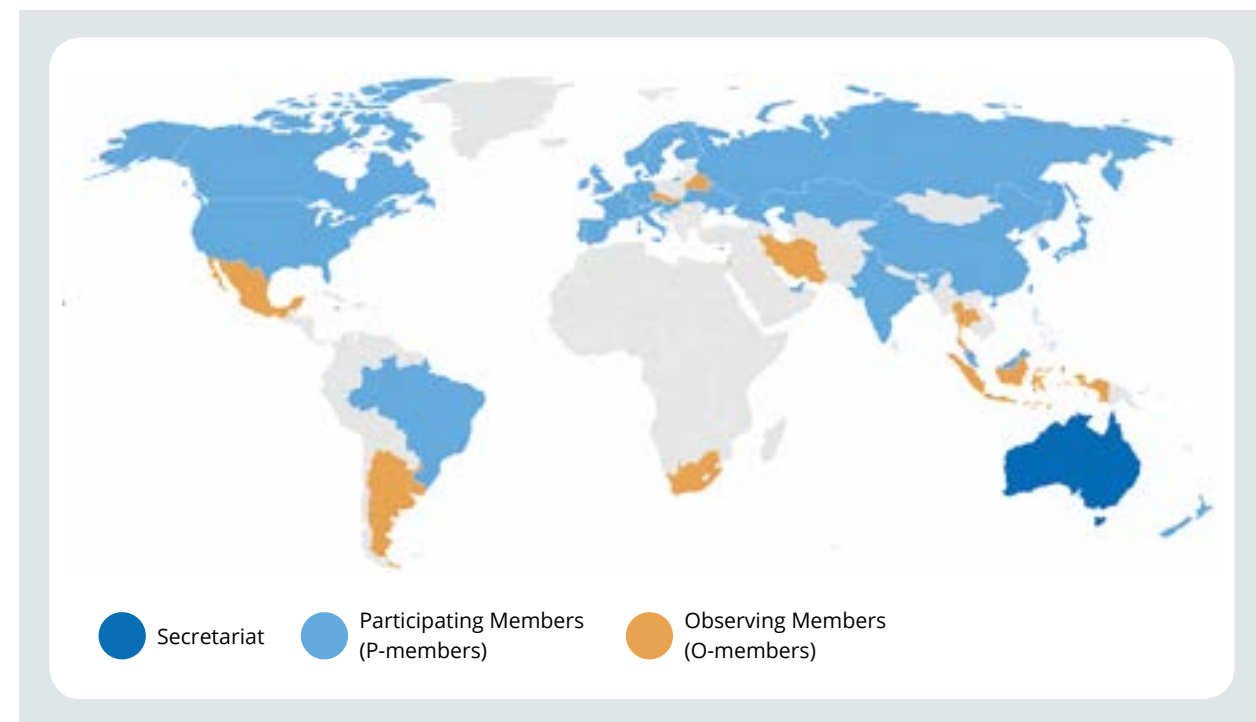 Secretariat
Participating Members
(P-members)
Observing Members
(O-members)